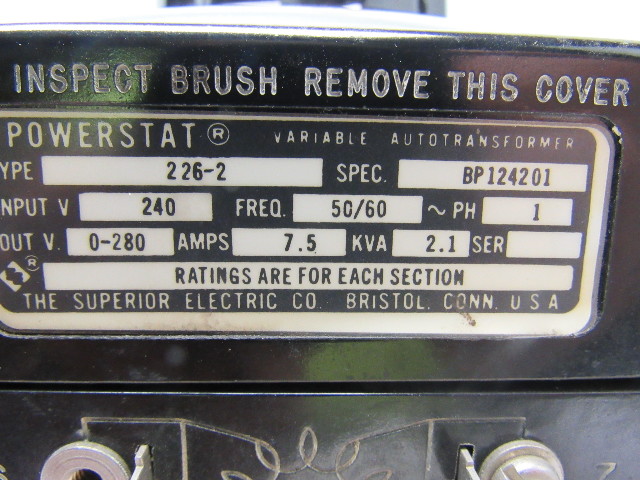 INSPECT BRUSH REMOVE THIS COVER
POWERSTAT® VARIABLE AUTOTRANSFORMER
YPE 226-2 SPEC. BP124201
NPUT V 240 FREQ. 50/60 ~ PH 1
OUT V. 0-280 AMPS 7.5 KVA 2.1 SER
® RATINGS ARE FOR EACH SECTION
THE SUPERIOR ELECTRIC CO. BRISTOL, CONN. USA
7